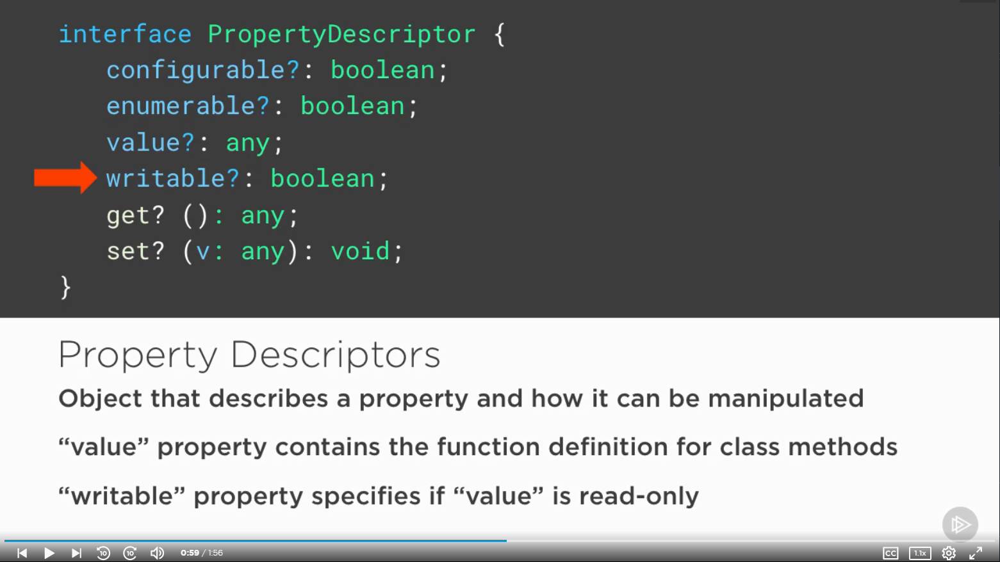 interface PropertyDescriptor {
configurable?: boolean;
enumerable?: boolean;
value?: any;
writable?: boolean;
get? (): any;
set? (v: any): void;
}
Property Descriptors
Object that describes a property and how it can be manipulated
“value” property contains the function definition for class methods
“writable” property specifies if “value” is read-only
10
10
0:59 / 1:56
CC
1.1x